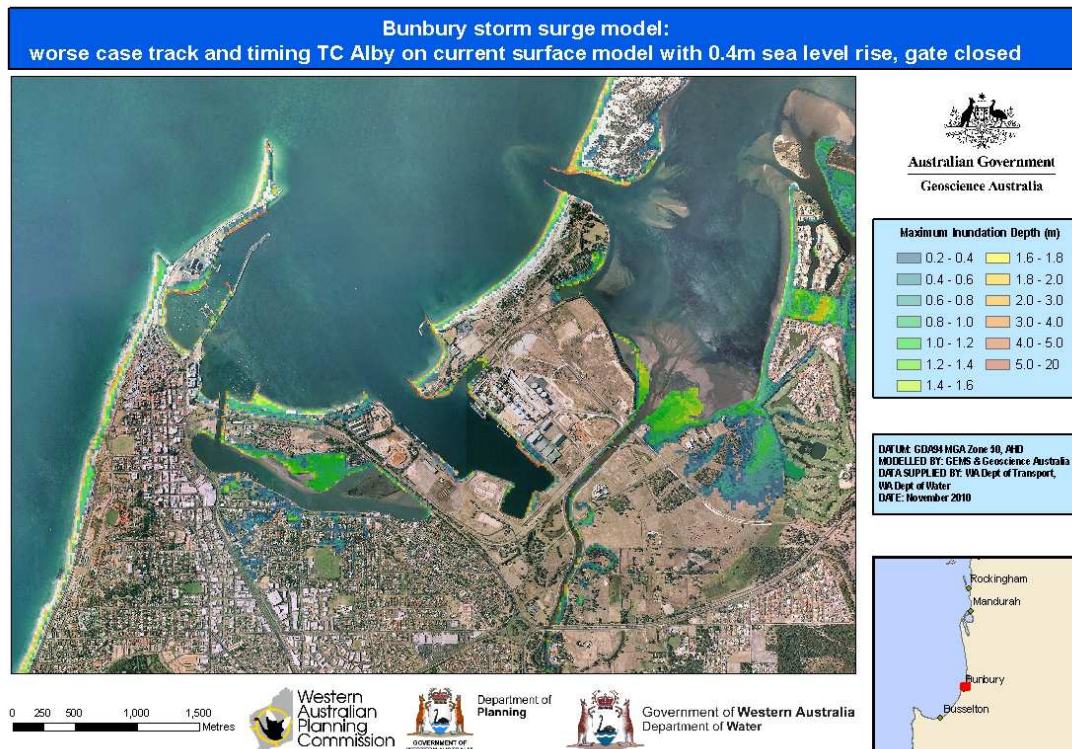 Bunbury storm surge model:
worse case track and timing TC Alby on current surface model with 0.4m sea level rise, gate closed
Australian Government
Geoscience Australia
Maximum Inundation Depth (m)
0.2 - 0.4
0.4 - 0.6
0.6 - 0.8
0.8 - 1.0
1.0 - 1.2
1.2 - 1.4
1.4 - 1.6
1.6 - 1.8
1.8 - 2.0
2.0 - 3.0
3.0 - 4.0
4.0 - 5.0
5.0 - 20
DATUM: GDA94 MGA Zone 50, AHD
MODELLED BY: GEMS & Geoscience Australia
DATA SUPPLIED BY: WA Dept of Transport,
WA Dept of Water
DATE: November 2010
Rockingham
Mandurah
Bunbury
Busselton
0 250 500 1,000 1,500
Metres
Western
Australian
Planning
Commission
Department of
Planning
GOVERNMENT OF
WESTERN AUSTRALIA
Government of Western Australia
Department of Water